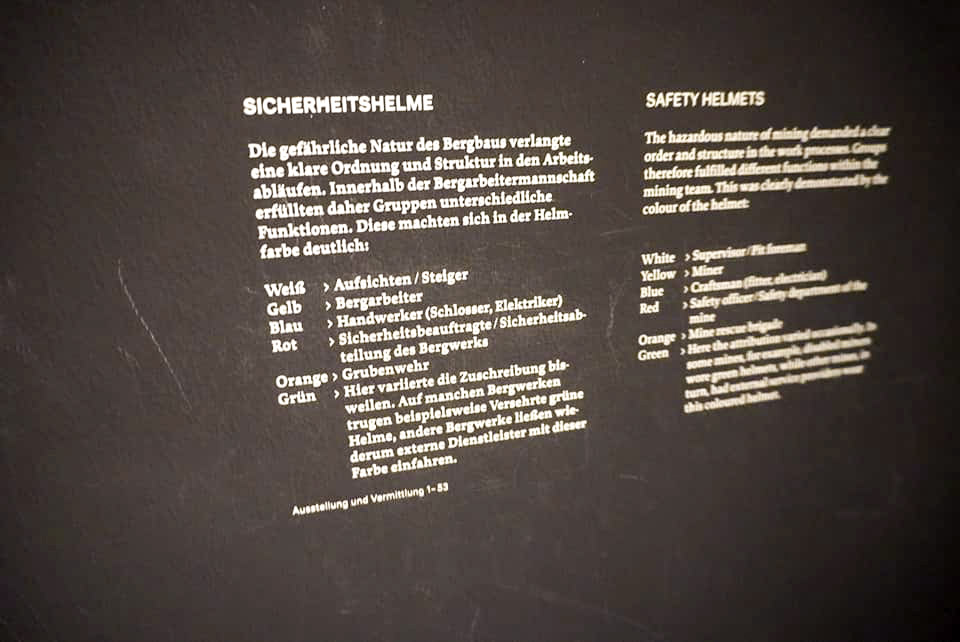 SICHERHEITSHELME
Die gefährliche Natur des Bergbaus verlangte
eine klare Ordnung und Struktur in den Arbeits-
abläufen. Innerhalb der Bergarbeitermannschaft
erfüllten daher Gruppen unterschiedliche
Funktionen. Diese machten sich in der Helm-
farbe deutlich:
Weiß > Aufsichten / Steiger
Gelb > Bergarbeiter
Blau > Handwerker (Schlosser, Elektriker)
Rot > Sicherheitsbeauftragte / Sicherheitsab-
teilung des Bergwerks
Orange > Grubenwehr
Grün > Hier variierte die Zuschreibung bis-
weilen. Auf manchen Bergwerken
trugen beispielsweise Versehrte grüne
Helme, andere Bergwerke ließen wie-
derum externe Dienstleister mit dieser
Farbe einfahren.
Ausstellung und Vermittlung 1-53
SAFETY HELMETS
The hazardous nature of mining demanded a clear
order and structure in the work processes. Groups
therefore fulfilled different functions within the
mining team. This was clearly demonstrated by the
colour of the helmet:
White > Supervisor / Pit foreman
Yellow > Miner
Blue > Craftsman (fitter, electrician)
Red > Safety officer / Safety department of the
mine
Orange > Mine rescue brigade
Green > Here the attribution varied occasionally. In
some mines, for example, disabled miners
wore green helmets, while other mines, in
turn, had external service providers wear
this coloured helmet.